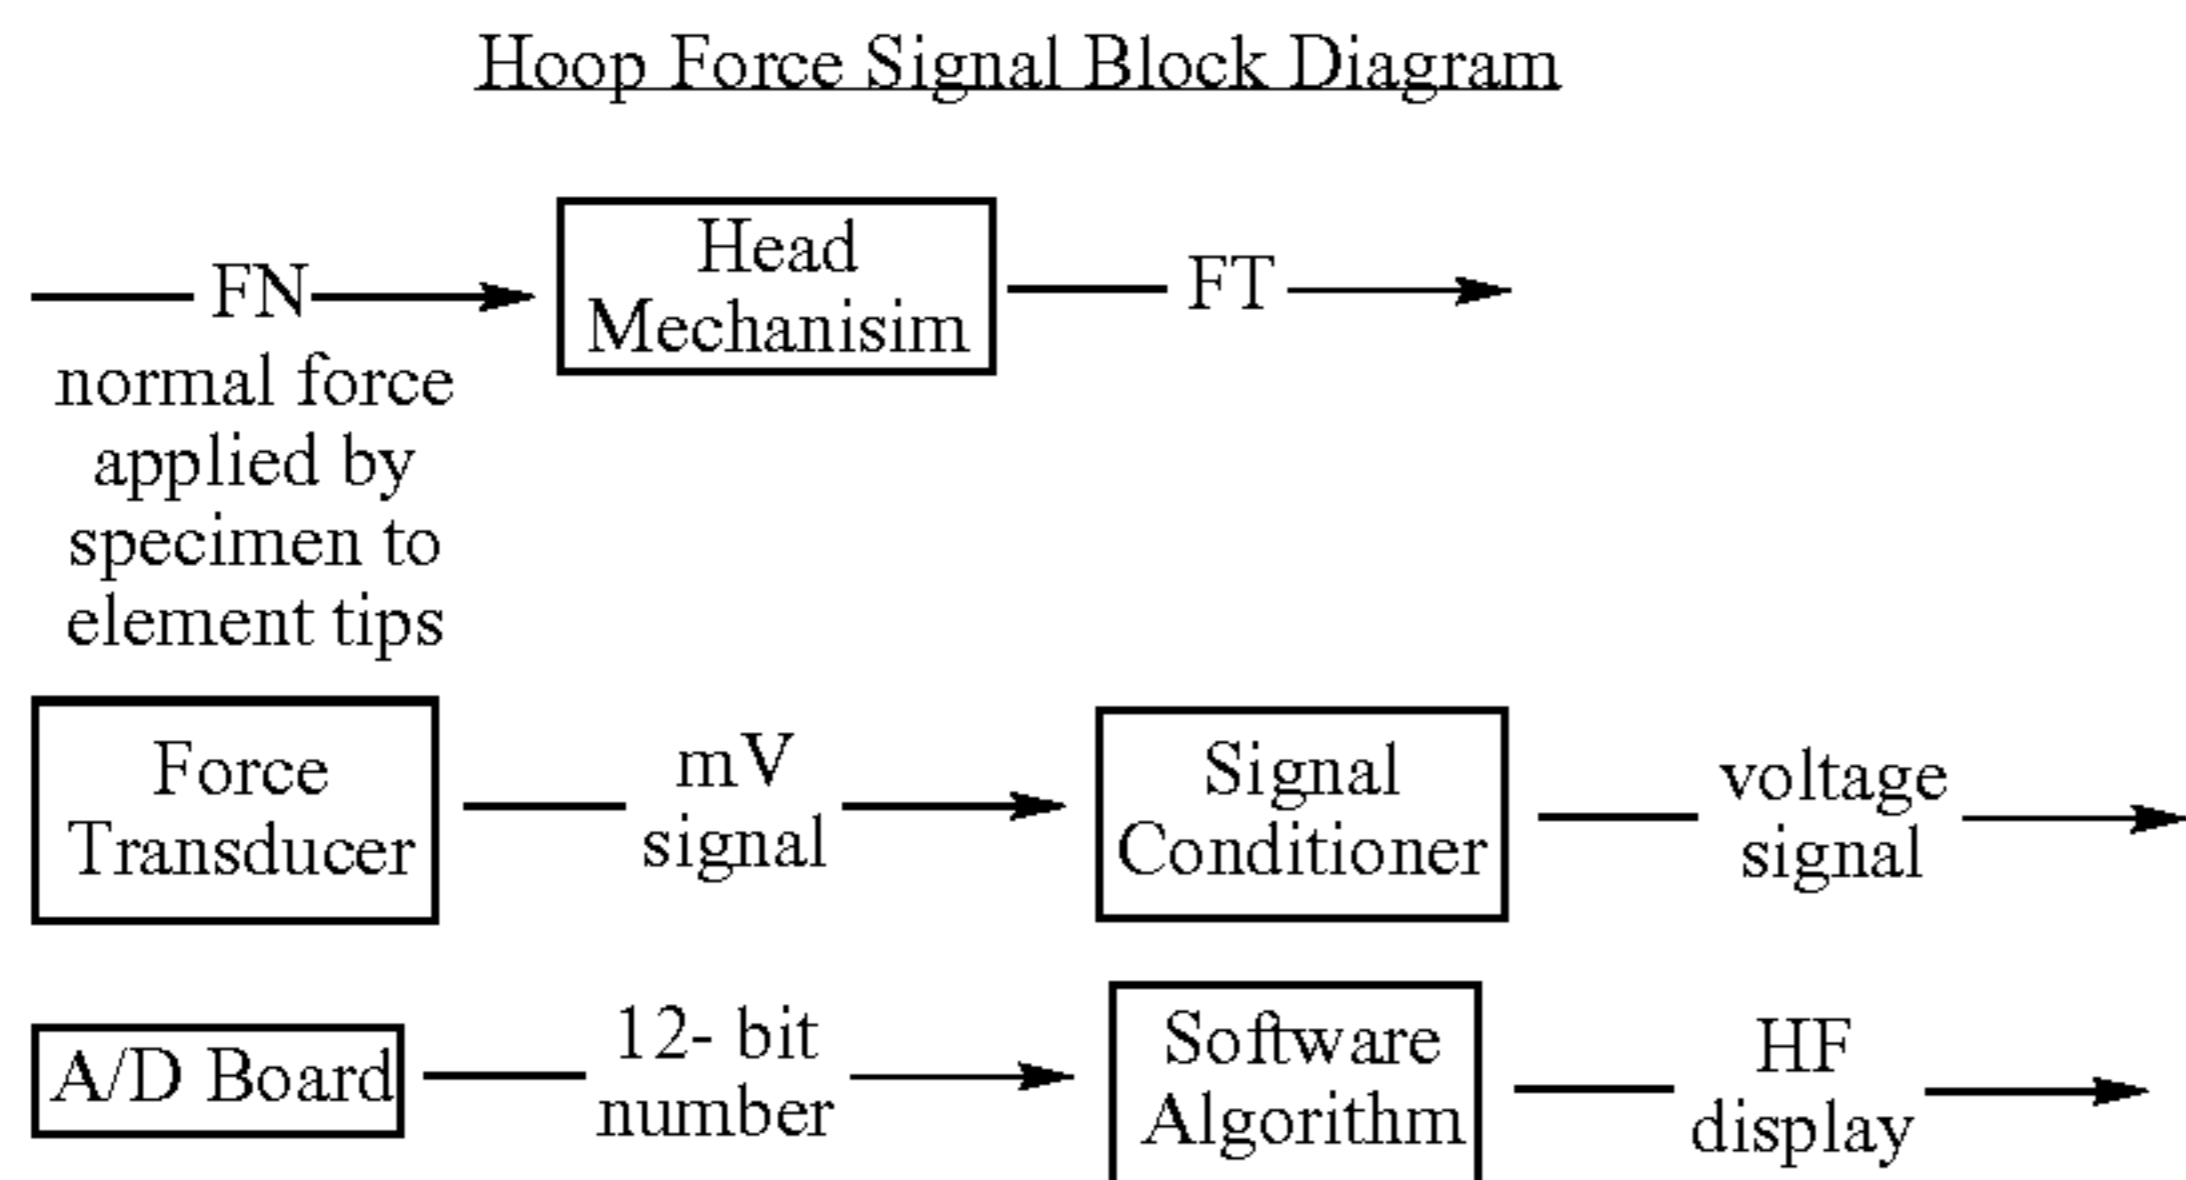 Hoop Force Signal Block Diagram
FN
normal force
applied by
specimen to
element tips
Head
Mechanisim
FT
Force
Transducer
mV
signal
Signal
Conditioner
voltage
signal
A/D Board
12- bit
number
Software
Algorithm
HF
display